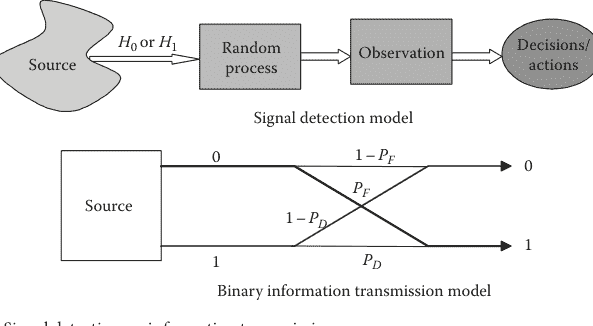 Source
H0 or H1
Random
process
Observation
Decisions/
actions
Signal detection model
Source
0
1 – PF
0
PF
1 – PD
1
PD
1
Binary information transmission model